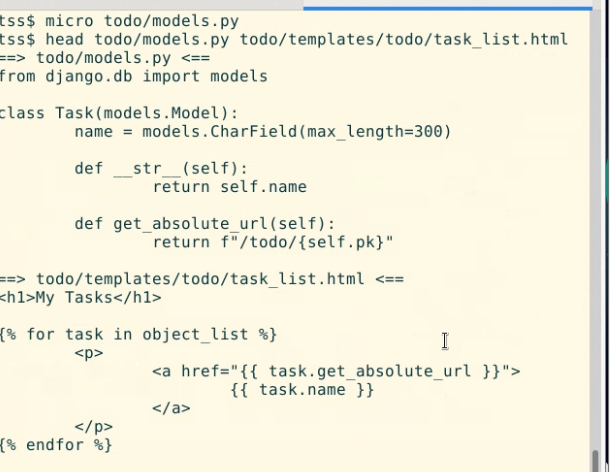 tss$ micro todo/models.py
tss$ head todo/models.py todo/templates/todo/task_list.html
==> todo/models.py <==
from django.db import models

class Task(models.Model):
        name = models.CharField(max_length=300)

        def __str__(self):
                return self.name

        def get_absolute_url(self):
                return f"/todo/{self.pk}"

==> todo/templates/todo/task_list.html <==
<h1>My Tasks</h1>

{% for task in object_list %}
        <p>
                <a href="{{ task.get_absolute_url }}">
                        {{ task.name }}
                </a>
        </p>
{% endfor %}